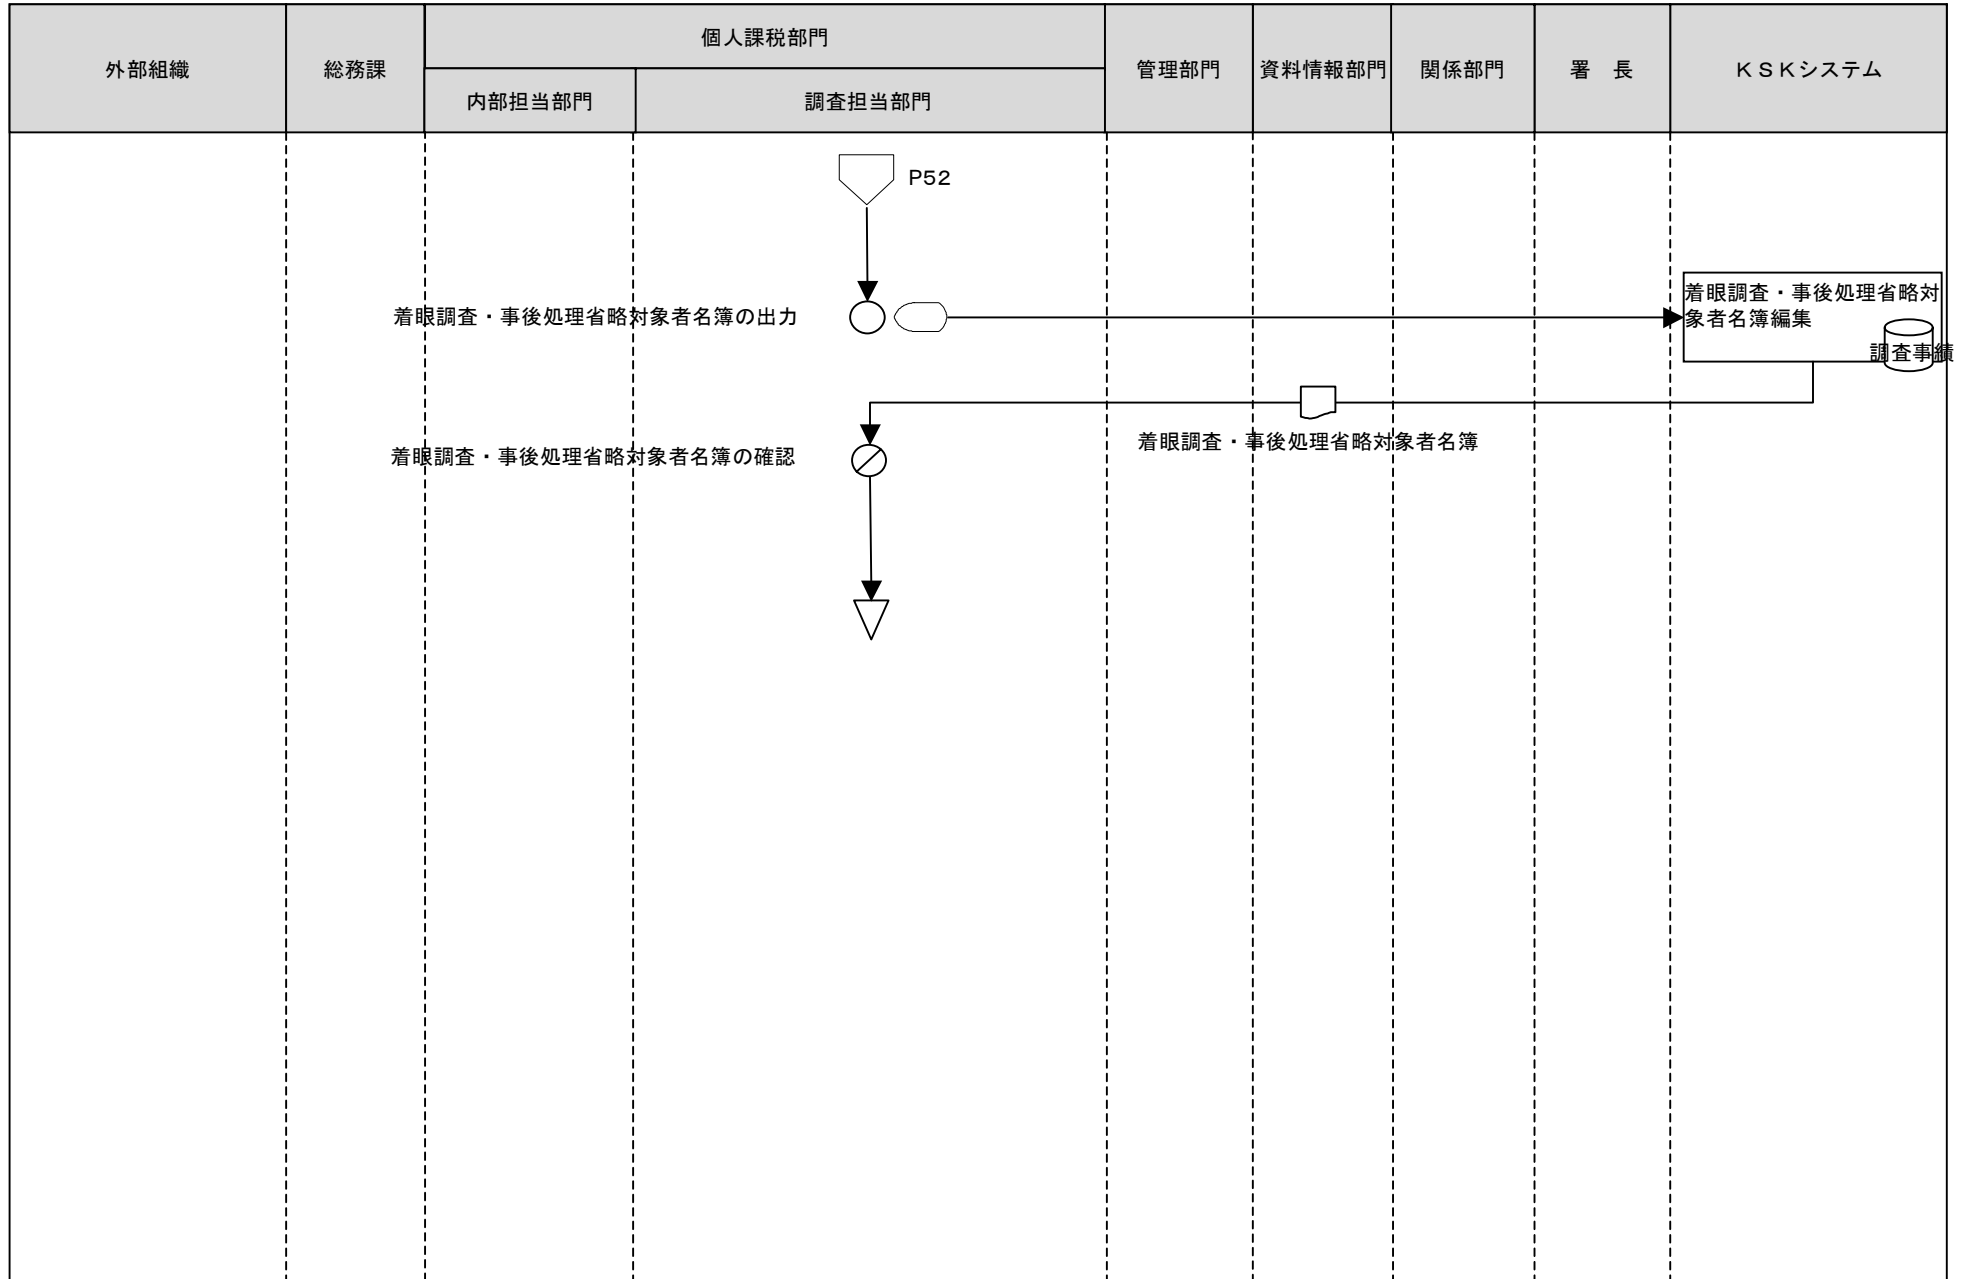 外部組織
総務課
個人課税部門
内部担当部門
調査担当部門
管理部門
資料情報部門
関係部門
署　長
ＫＳＫシステム
P52
着眼調査・事後処理省略対象者名簿の出力
着眼調査・事後処理省略対
象者名簿編集
調査事績
着眼調査・事後処理省略対象者名簿
着眼調査・事後処理省略対象者名簿の確認